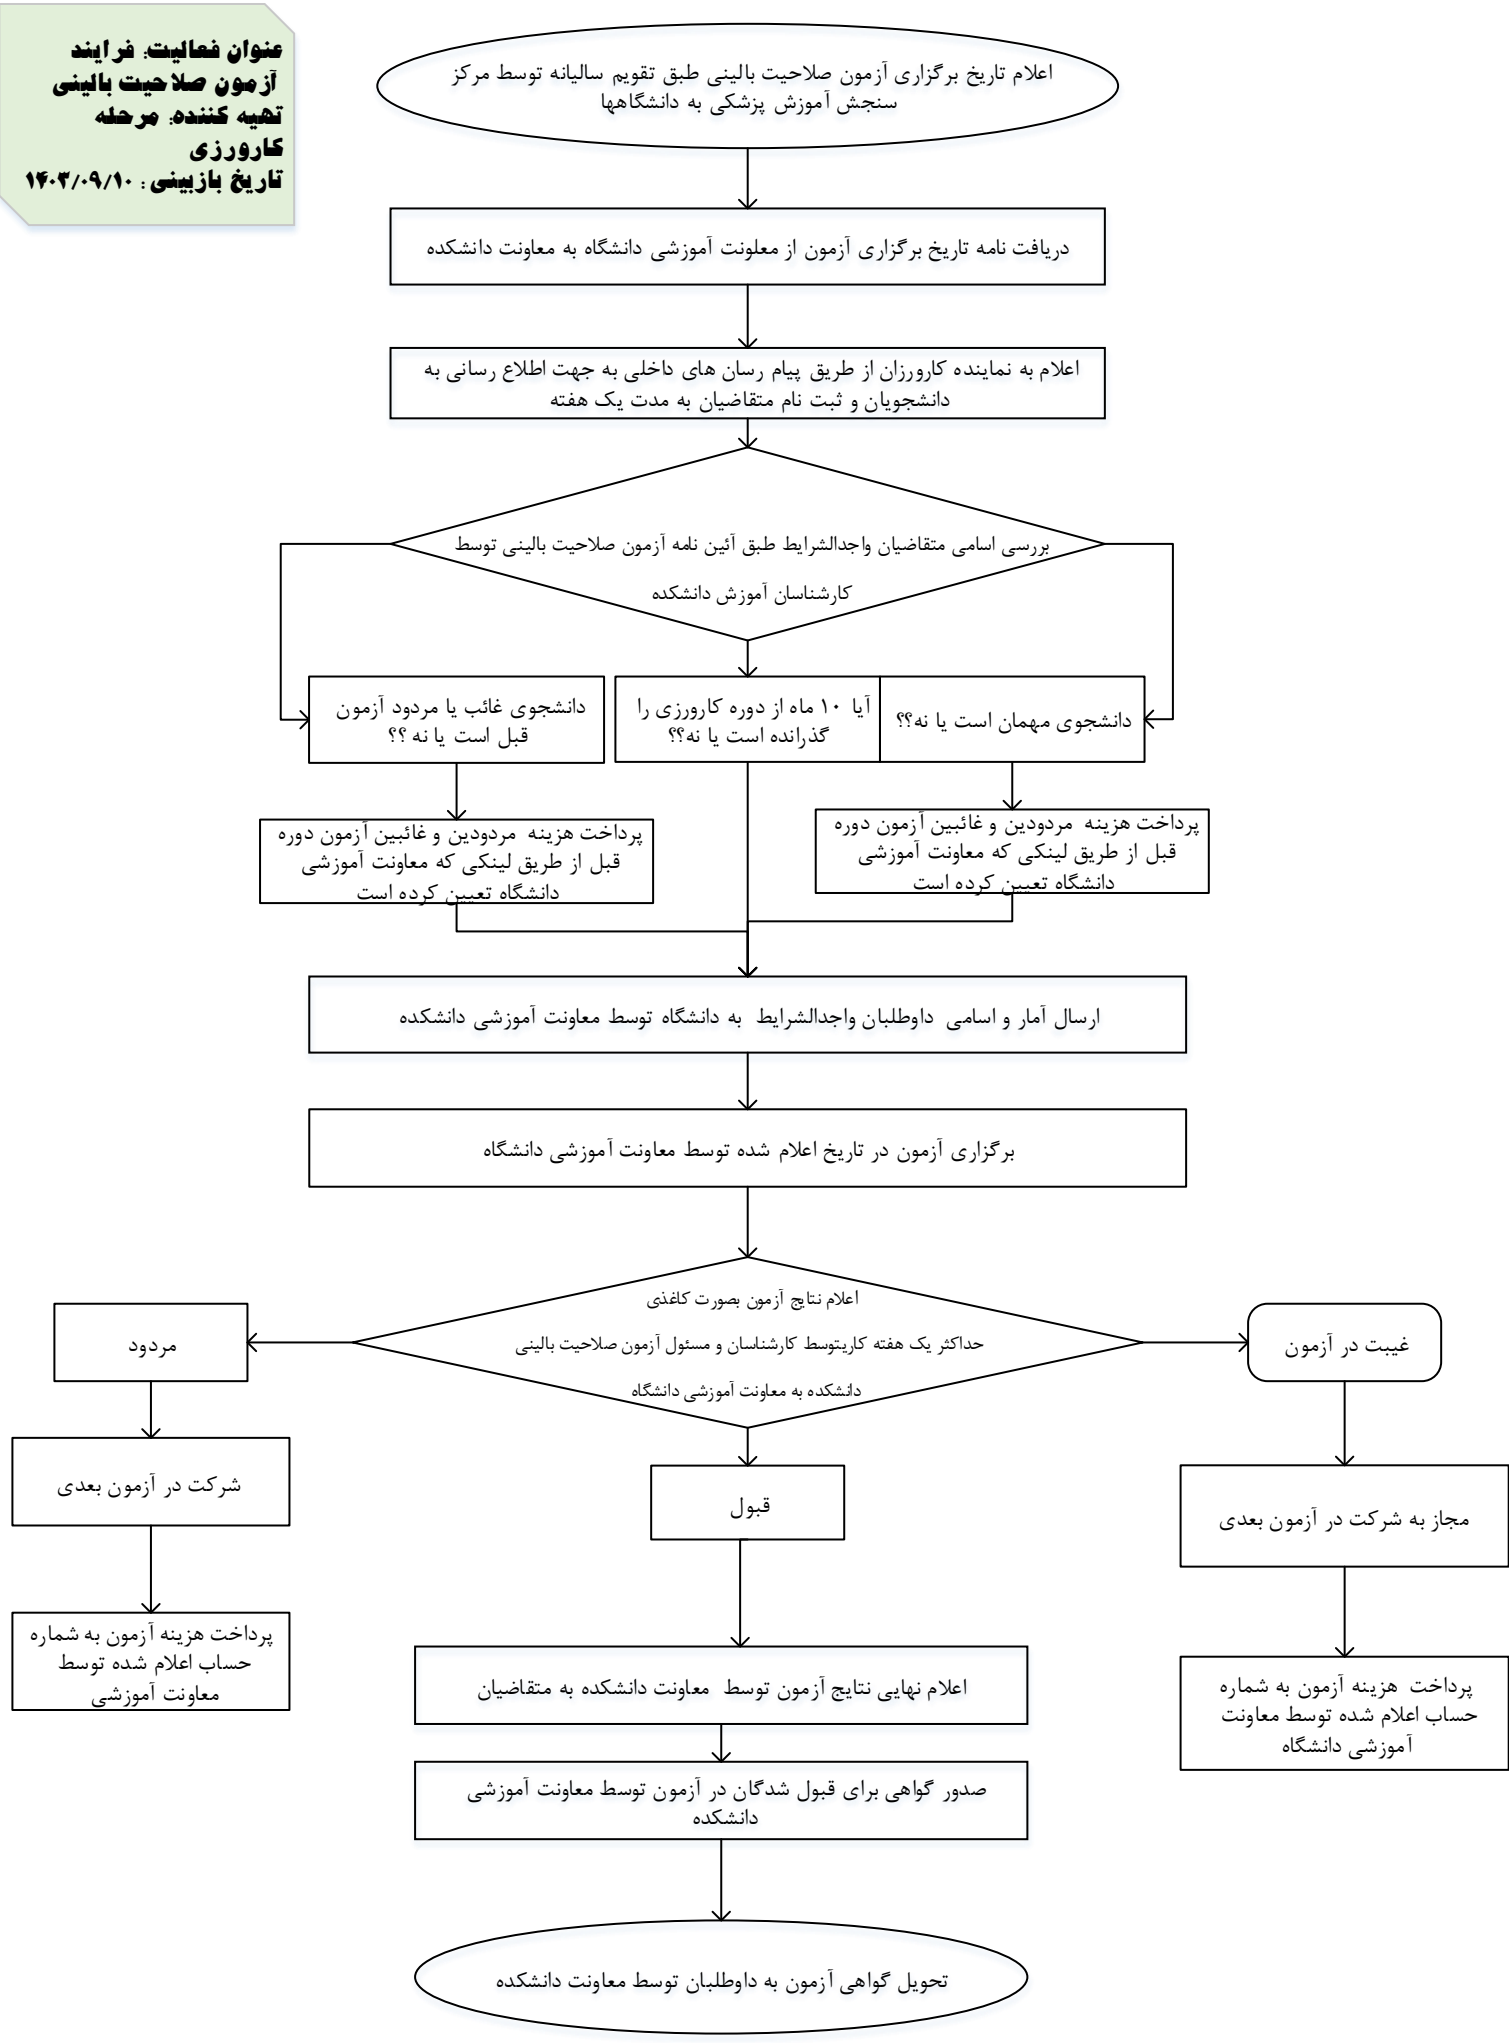 عنوان فعالیت: فرایند
آزمون صلاحیت بالینی
تهیه کننده: مرحله
کارورزی
تاریخ بازبینی : ۱۴۰۳/۰۹/۱۰
اعلام تاریخ برگزاری آزمون صلاحیت بالینی طبق تقویم سالیانه توسط مرکز
سنجش آموزش پزشکی به دانشگاهها
دریافت نامه تاریخ برگزاری آزمون از معلونت آموزشی دانشگاه به معاونت دانشکده
اعلام به نماینده کارورزان از طریق پیام رسان های داخلی به جهت اطلاع رسانی به
دانشجویان و ثبت نام متقاضیان به مدت یک هفته
بررسی اسامی متقاضیان واجدالشرایط طبق آئین نامه آزمون صلاحیت بالینی توسط
کارشناسان آموزش دانشکده
دانشجوی مهمان است یا نه؟؟
آیا ۱۰ ماه از دوره کارورزی را
گذرانده است یا نه؟؟
دانشجوی غائب یا مردود آزمون
قبل است یا نه ؟؟
پرداخت هزینه مردودین و غائبین آزمون دوره
قبل از طریق لینکی که معاونت آموزشی
دانشگاه تعیین کرده است
پرداخت هزینه مردودین و غائبین آزمون دوره
قبل از طریق لینکی که معاونت آموزشی
دانشگاه تعیین کرده است
ارسال آمار و اسامی داوطلبان واجدالشرایط به دانشگاه توسط معاونت آموزشی دانشکده
برگزاری آزمون در تاریخ اعلام شده توسط معاونت آموزشی دانشگاه
اعلام نتایج آزمون بصورت کاغذی
حداکثر یک هفته کاریتوسط کارشناسان و مسئول آزمون صلاحیت بالینی
دانشکده به معاونت آموزشی دانشگاه
غیبت در آزمون
مجاز به شرکت در آزمون بعدی
پرداخت هزینه آزمون به شماره
حساب اعلام شده توسط معاونت
آموزشی دانشگاه
مردود
شرکت در آزمون بعدی
پرداخت هزینه آزمون به شماره
حساب اعلام شده توسط
معاونت آموزشی
قبول
اعلام نهایی نتایج آزمون توسط معاونت دانشکده به متقاضیان
صدور گواهی برای قبول شدگان در آزمون توسط معاونت آموزشی
دانشکده
تحویل گواهی آزمون به داوطلبان توسط معاونت دانشکده